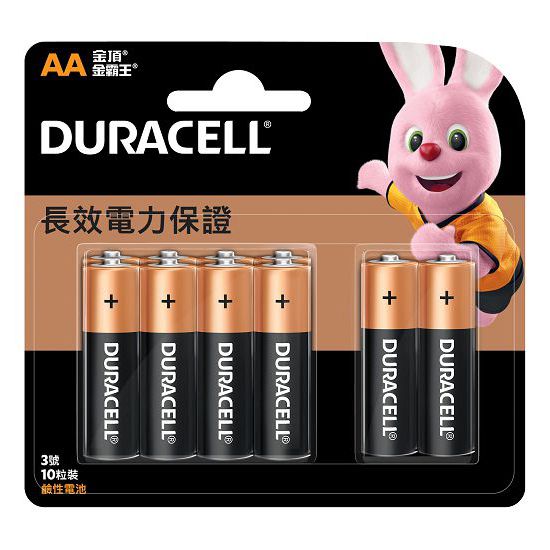 AA 金頂®
金霸王®
DURACELL®
長效電力保證
+ + + + + +
DURACELL® DURACELL® DURACELL® DURACELL® DURACELL® DURACELL®
3號
10粒裝
鹼性電池